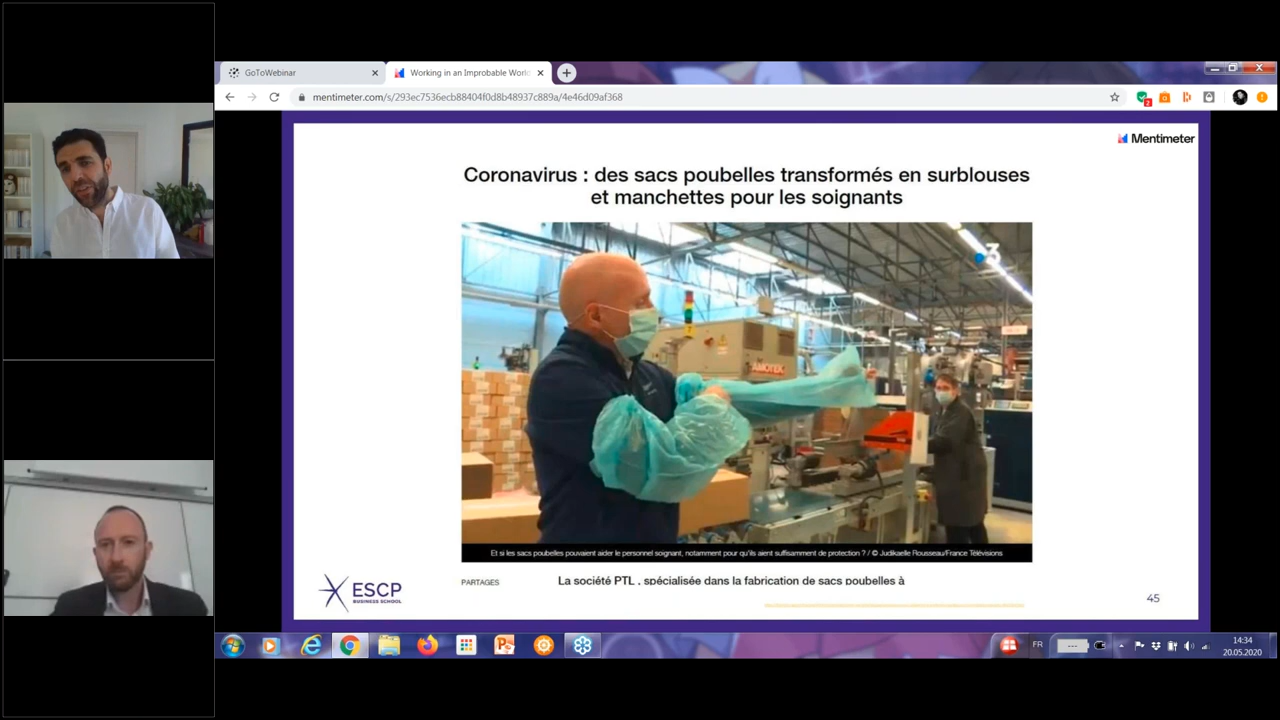 GoToWebinar
Working in an Improbable World
mentimeter.com/s/293ec7536ecb88404f0d8b48937c889a/4e46d09af368
Mentimeter
Coronavirus : des sacs poubelles transformés en surblouses
et manchettes pour les soignants
3
AMOTEK
Et si les sacs poubelles pouvaient aider le personnel soignant, notamment pour qu'ils aient suffisamment de protection ? / © Judikaelle Rousseau/France Télévisions
PARTAGES
La société PTL , spécialisée dans la fabrication de sacs poubelles à
ESCP
BUSINESS SCHOOL
45
FR
14:34
20.05.2020